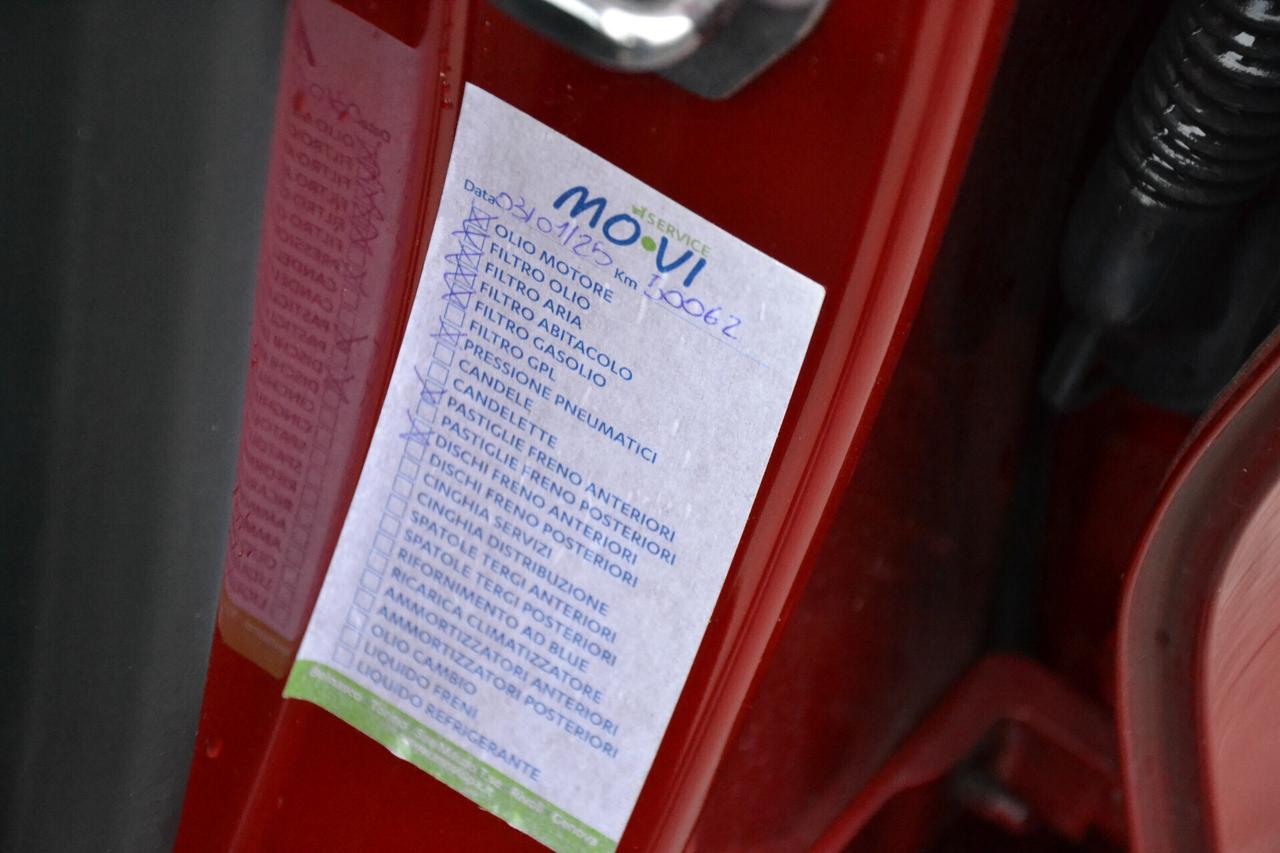 MO•VI
SERVICE
Data 03/01/25 Km 50062
OLIO MOTORE
FILTRO OLIO
FILTRO ARIA
FILTRO ABITACOLO
FILTRO GASOLIO
FILTRO GPL
PRESSIONE PNEUMATICI
CANDELE
CANDELETTE
PASTIGLIE FRENO ANTERIORI
PASTIGLIE FRENO POSTERIORI
DISCHI FRENO ANTERIORI
DISCHI FRENO POSTERIORI
CINGHIA SERVIZI
CINGHIA DISTRIBUZIONE
SPATOLE TERGI ANTERIORI
SPATOLE TERGI POSTERIORI
RIFORNIMENTO AD BLUE
RICARICA CLIMATIZZATORE
AMMORTIZZATORI ANTERIORI
AMMORTIZZATORI POSTERIORI
OLIO CAMBIO
LIQUIDO FRENI
LIQUIDO REFRIGERANTE
Genova